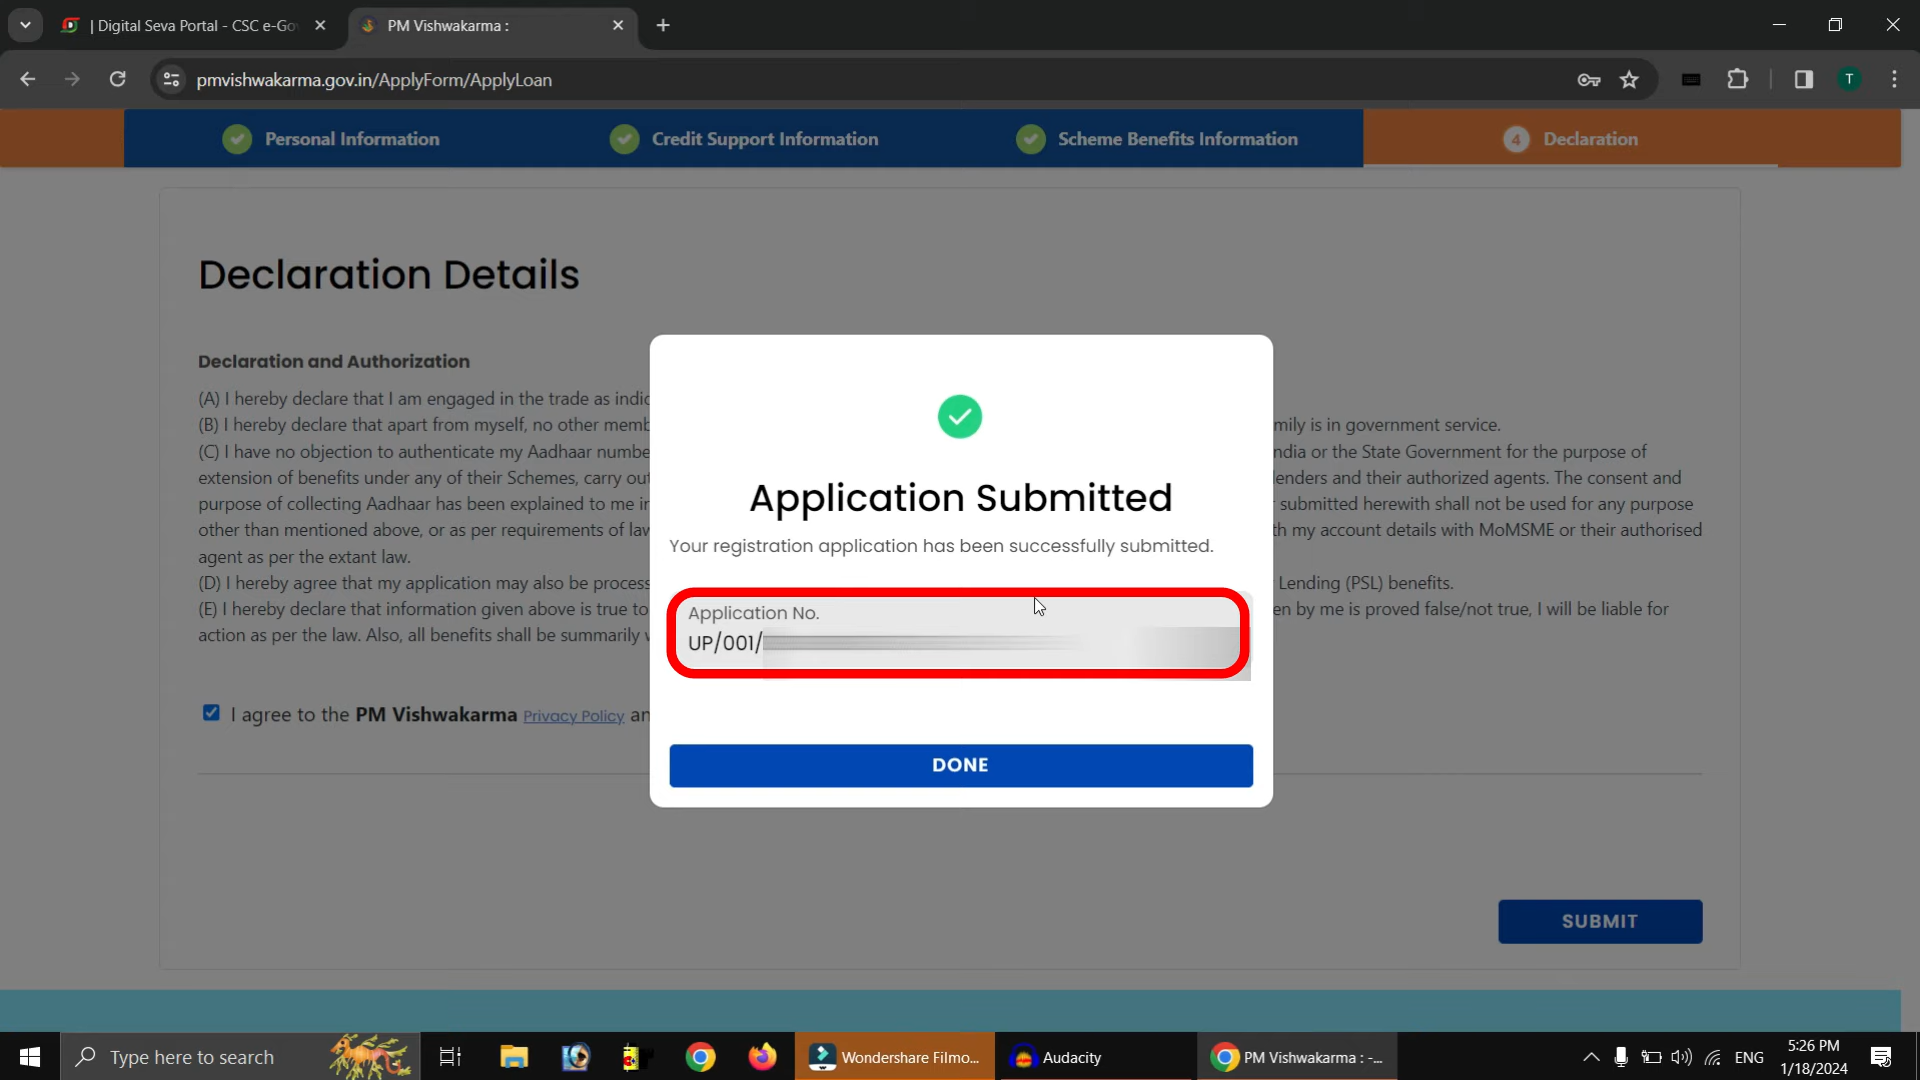 | Digital Seva Portal - CSC e-Go
PM Vishwakarma :
pmvishwakarma.gov.in/ApplyForm/ApplyLoan
T
Personal Information
Credit Support Information
Scheme Benefits Information
4 Declaration
Declaration Details
Declaration and Authorization
(A) I hereby declare that I am engaged in the trade as indic
(B) I hereby declare that apart from myself, no other memb mily is in government service.
(C) I have no objection to authenticate my Aadhaar numbe ndia or the State Government for the purpose of
extension of benefits under any of their Schemes, carry out lenders and their authorized agents. The consent and
purpose of collecting Aadhaar has been explained to me in submitted herewith shall not be used for any purpose
other than mentioned above, or as per requirements of law th my account details with MoMSME or their authorised
agent as per the extant law.
(D) I hereby agree that my application may also be process Lending (PSL) benefits.
(E) I hereby declare that information given above is true to en by me is proved false/not true, I will be liable for
action as per the law. Also, all benefits shall be summarily
I agree to the PM Vishwakarma Privacy Policy an
Application Submitted
Your registration application has been successfully submitted.
Application No.
UP/001/
DONE
SUBMIT
Type here to search
Wondershare Filmo...
Audacity
PM Vishwakarma : -...
ENG
5:26 PM
1/18/2024